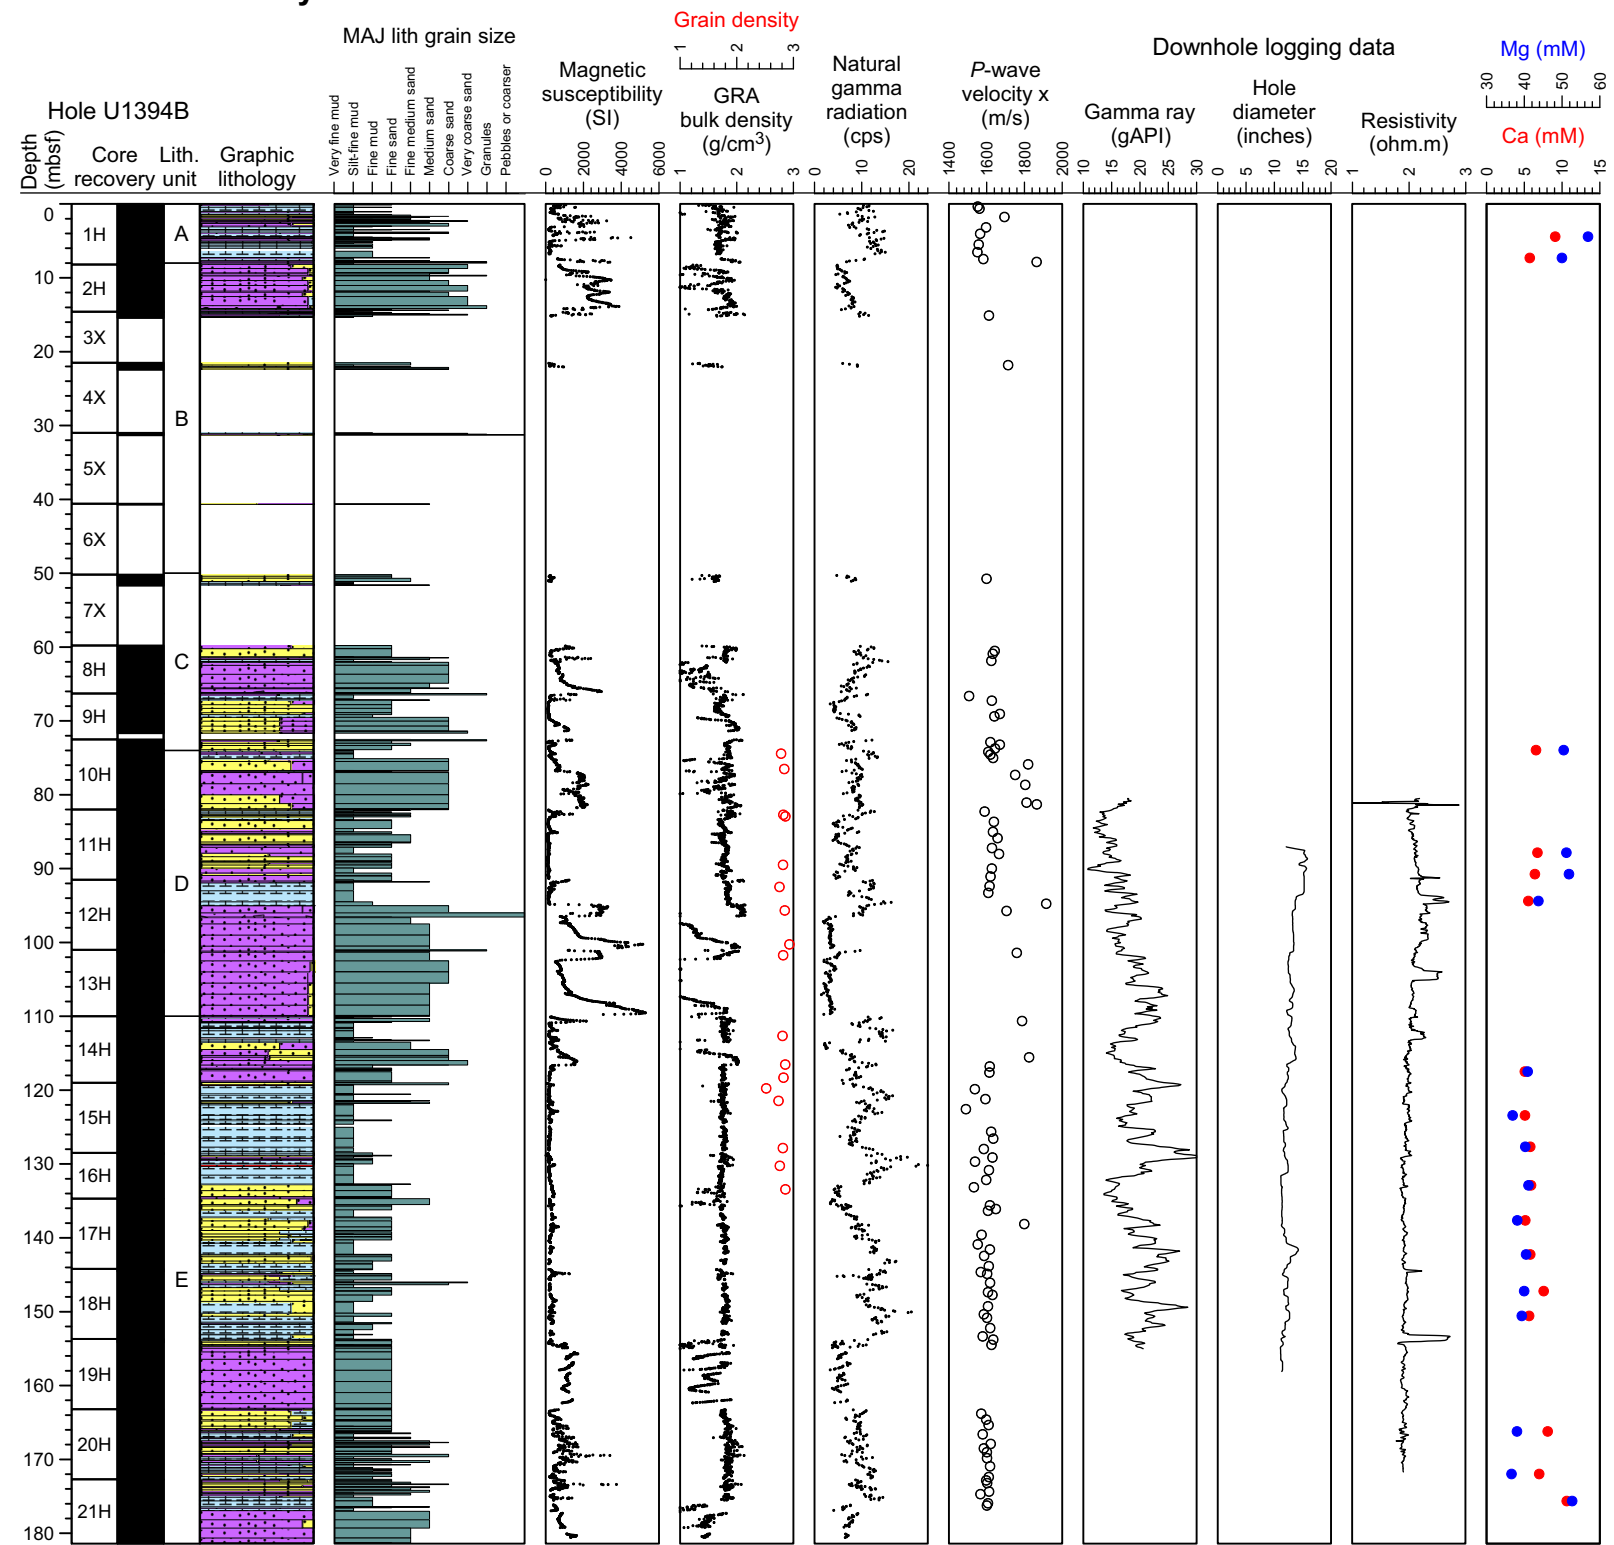 y
MAJ lith grain size
Grain density
1 2 3
Downhole logging data
Mg (mM)
30 40 50 60
Hole U1394B
Depth (mbsf)
Core recovery
Lith. unit
Graphic lithology
Very fine mud
Silt-fine mud
Fine mud
Fine sand
Fine medium sand
Medium sand
Coarse sand
Very coarse sand
Granules
Pebbles or coarser
Magnetic
susceptibility
(SI)
0 2000 4000 6000
GRA
bulk density
(g/cm3)
1 2 3
Natural
gamma
radiation
(cps)
0 10 20
P-wave
velocity x
(m/s)
1400 1600 1800 2000
Gamma ray
(gAPI)
10 15 20 25 30
Hole
diameter
(inches)
0 5 10 15 20
Resistivity
(ohm.m)
1 2 3
Ca (mM)
0 5 10 15
0
1H
A
10
2H
3X
20
4X
B
30
5X
40
6X
50
7X
60
8H
C
70
9H
10H
80
11H
90
D
12H
100
13H
110
14H
120
15H
130
16H
17H
140
E
18H
150
19H
160
20H
170
21H
180